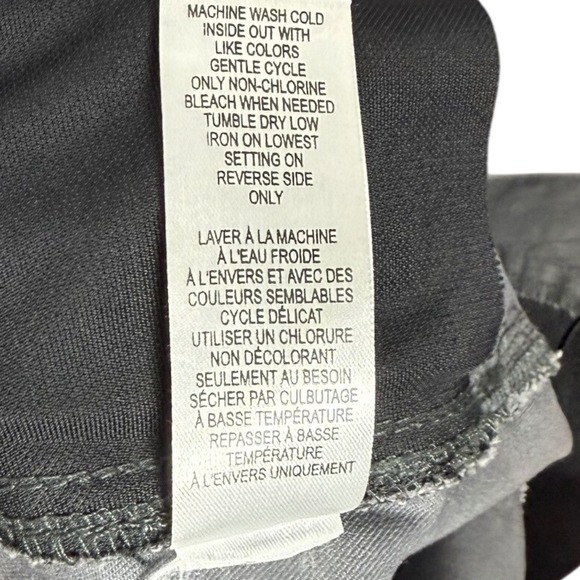 MACHINE WASH COLD
INSIDE OUT WITH
LIKE COLORS
GENTLE CYCLE
ONLY NON-CHLORINE
BLEACH WHEN NEEDED
TUMBLE DRY LOW
IRON ON LOWEST
SETTING ON
REVERSE SIDE
ONLY
LAVER À LA MACHINE
À L'EAU FROIDE
À L'ENVERS ET AVEC DES
COULEURS SEMBLABLES
CYCLE DÉLICAT
UTILISER UN CHLORURE
NON DÉCOLORANT
SEULEMENT AU BESOIN
SÉCHER PAR CULBUTAGE
À BASSE TEMPÉRATURE
REPASSER À BASSE
TEMPÉRATURE
À L'ENVERS UNIQUEMENT